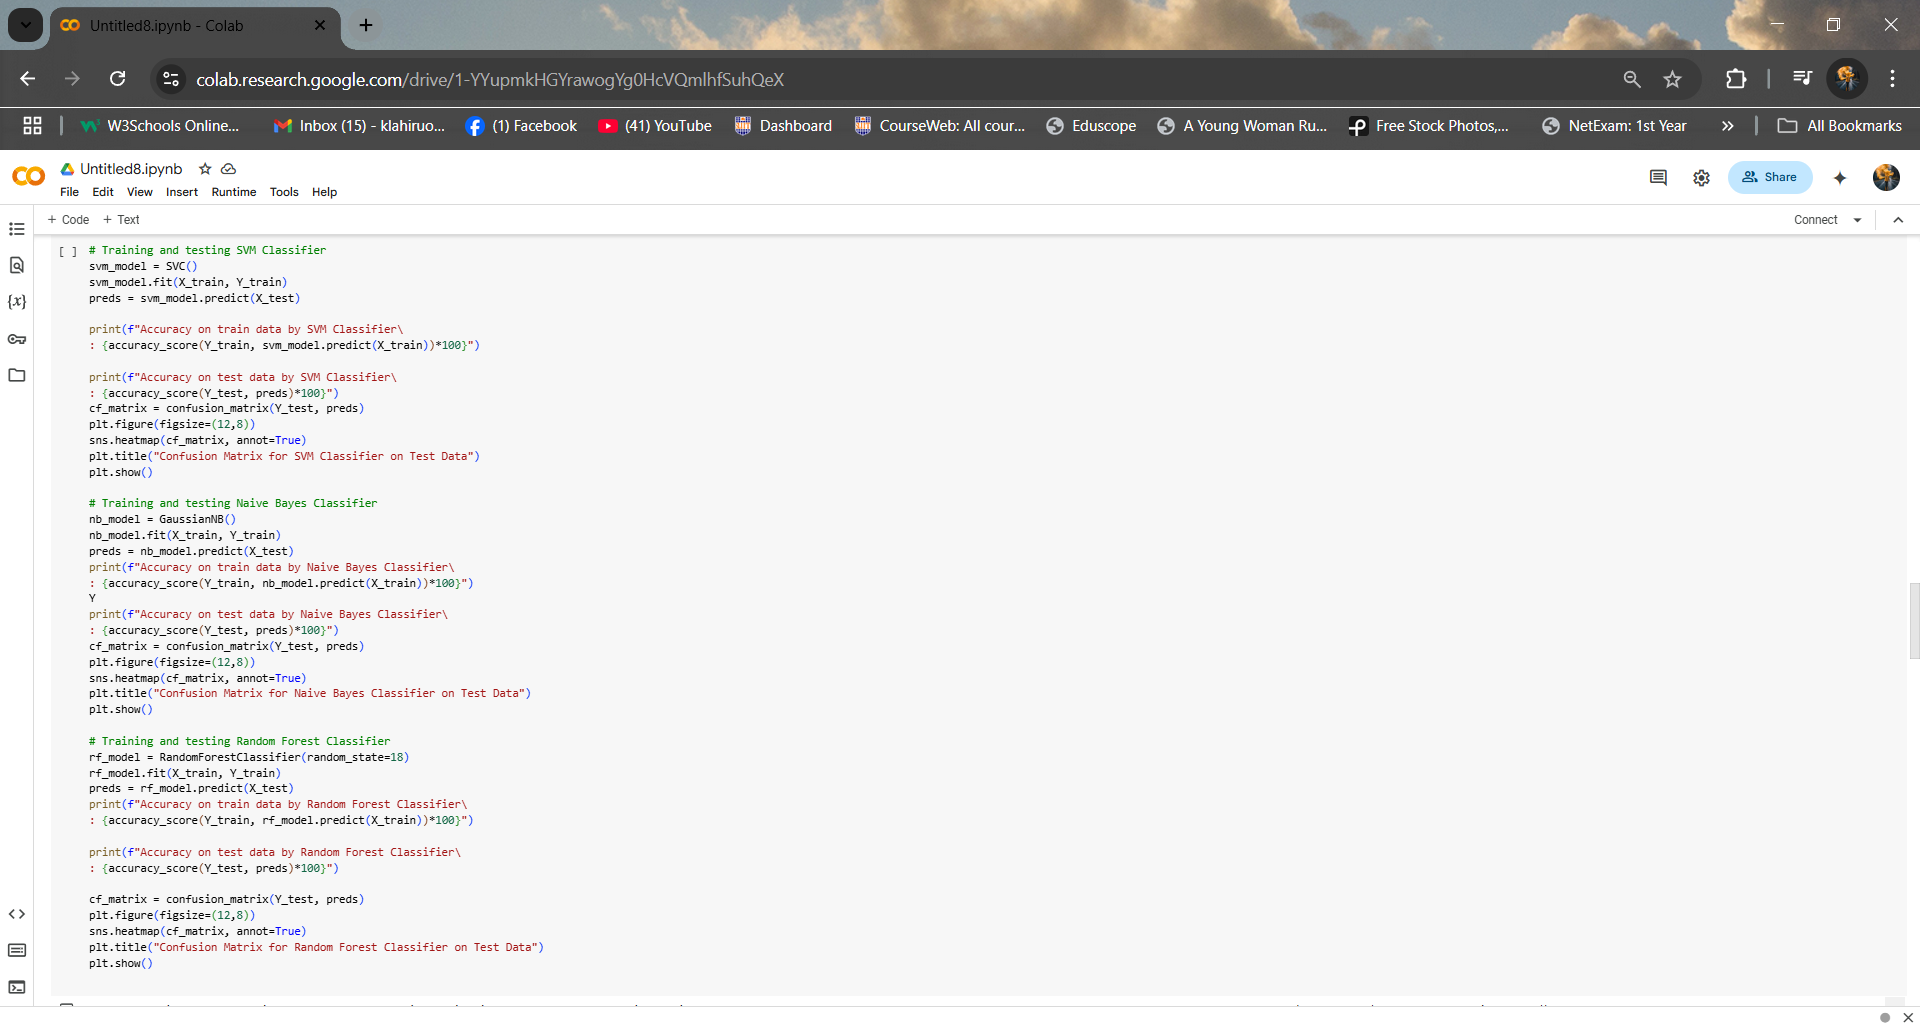 Untitled8.ipynb - Colab
colab.research.google.com/drive/1-YYupmkHGYrawogYg0HcVQmlhfSuhQeX
W3Schools Online... Inbox (15) - klahiruo... (1) Facebook (41) YouTube Dashboard CourseWeb: All cour... Eduscope A Young Woman Ru... Free Stock Photos,... NetExam: 1st Year » All Bookmarks
Untitled8.ipynb
File Edit View Insert Runtime Tools Help
Share
+ Code + Text
Connect
[ ] # Training and testing SVM Classifier
svm_model = SVC()
svm_model.fit(X_train, Y_train)
preds = svm_model.predict(X_test)
print(f"Accuracy on train data by SVM Classifier\
: {accuracy_score(Y_train, svm_model.predict(X_train))*100}")
print(f"Accuracy on test data by SVM Classifier\
: {accuracy_score(Y_test, preds)*100}")
cf_matrix = confusion_matrix(Y_test, preds)
plt.figure(figsize=(12,8))
sns.heatmap(cf_matrix, annot=True)
plt.title("Confusion Matrix for SVM Classifier on Test Data")
plt.show()
# Training and testing Naive Bayes Classifier
nb_model = GaussianNB()
nb_model.fit(X_train, Y_train)
preds = nb_model.predict(X_test)
print(f"Accuracy on train data by Naive Bayes Classifier\
: {accuracy_score(Y_train, nb_model.predict(X_train))*100}")
Y
print(f"Accuracy on test data by Naive Bayes Classifier\
: {accuracy_score(Y_test, preds)*100}")
cf_matrix = confusion_matrix(Y_test, preds)
plt.figure(figsize=(12,8))
sns.heatmap(cf_matrix, annot=True)
plt.title("Confusion Matrix for Naive Bayes Classifier on Test Data")
plt.show()
# Training and testing Random Forest Classifier
rf_model = RandomForestClassifier(random_state=18)
rf_model.fit(X_train, Y_train)
preds = rf_model.predict(X_test)
print(f"Accuracy on train data by Random Forest Classifier\
: {accuracy_score(Y_train, rf_model.predict(X_train))*100}")
print(f"Accuracy on test data by Random Forest Classifier\
: {accuracy_score(Y_test, preds)*100}")
cf_matrix = confusion_matrix(Y_test, preds)
plt.figure(figsize=(12,8))
sns.heatmap(cf_matrix, annot=True)
plt.title("Confusion Matrix for Random Forest Classifier on Test Data")
plt.show()